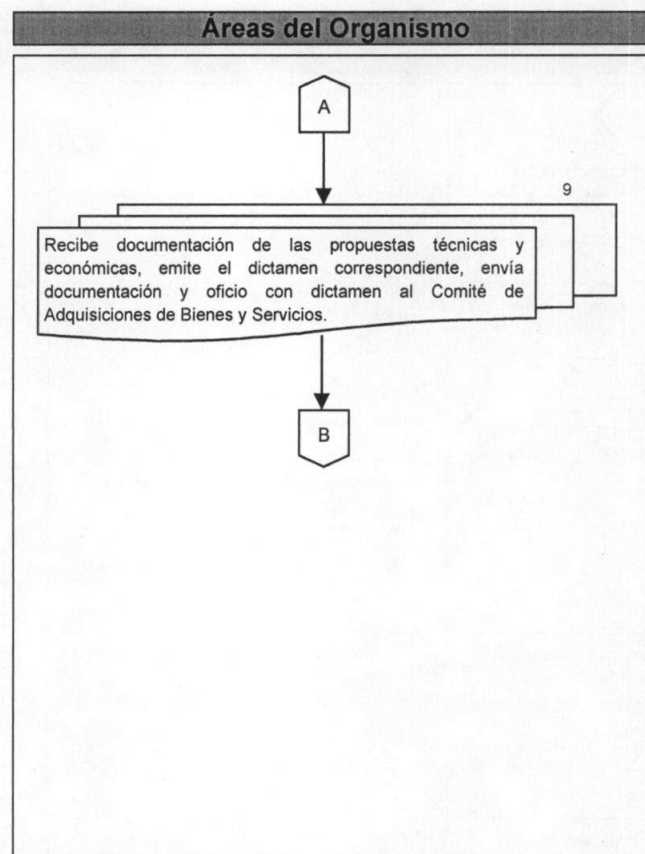 Áreas del Organismo
A
9
Recibe documentación de las propuestas técnicas y
económicas, emite el dictamen correspondiente, envía
documentación y oficio con dictamen al Comité de
Adquisiciones de Bienes y Servicios.
B